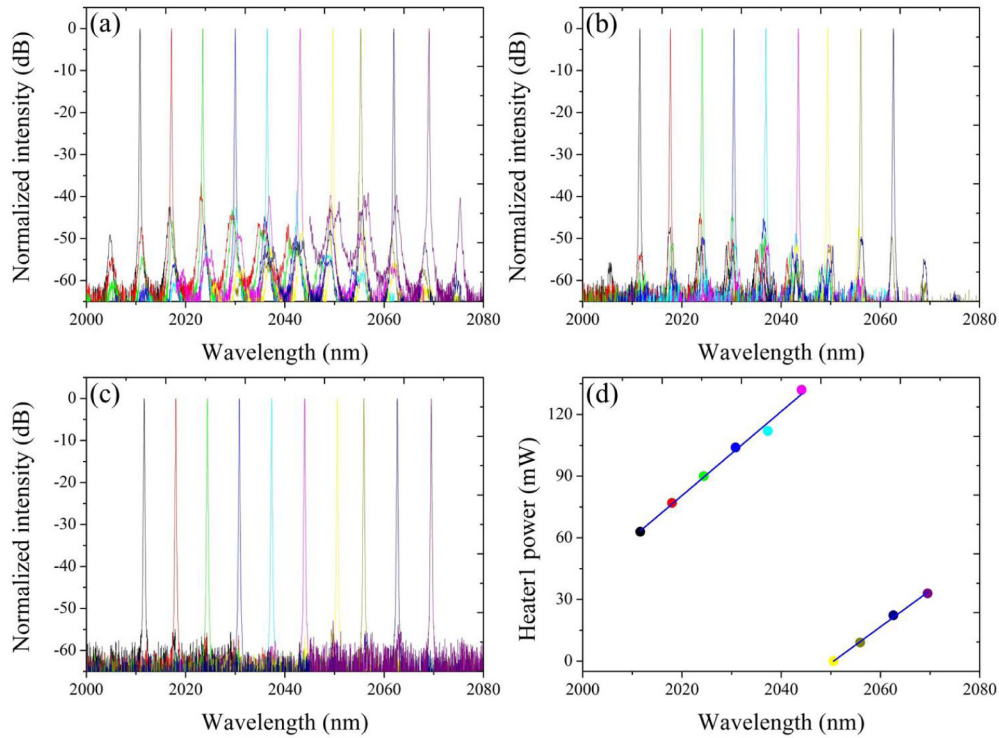 (a)
Normalized intensity (dB)
0
-10
-20
-30
-40
-50
-60
2000 2020 2040 2060 2080
Wavelength (nm)
(b)
Normalized intensity (dB)
0
-10
-20
-30
-40
-50
-60
2000 2020 2040 2060 2080
Wavelength (nm)
(c)
Normalized intensity (dB)
0
-10
-20
-30
-40
-50
-60
2000 2020 2040 2060 2080
Wavelength (nm)
(d)
Heater1 power (mW)
120
90
60
30
0
2000 2020 2040 2060 2080
Wavelength (nm)